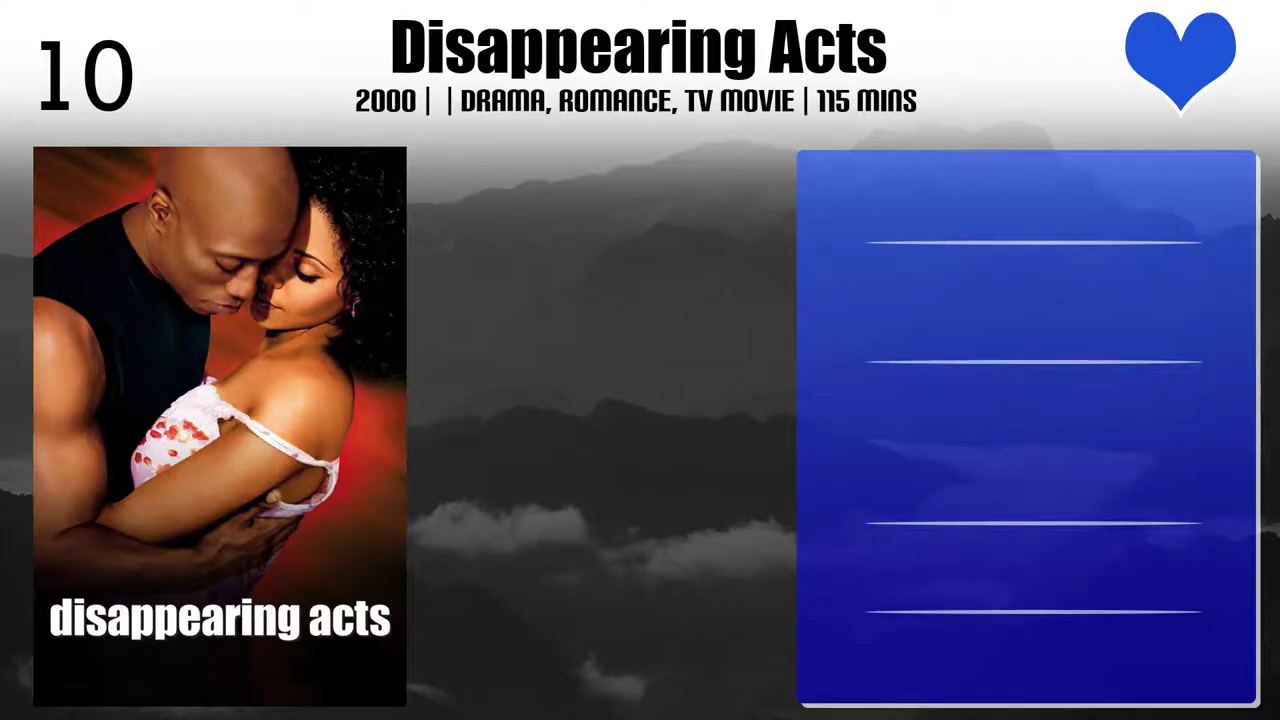 10
Disappearing Acts
2000 | | DRAMA, ROMANCE, TV MOVIE | 115 MINS
disappearing acts